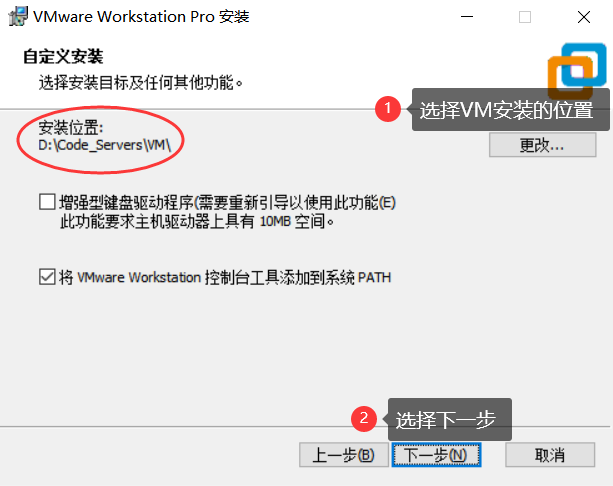 VMware Workstation Pro 安装
自定义安装
选择安装目标及任何其他功能。
1 选择VM安装的位置
安装位置:
D:\Code_Servers\VM\
更改...
增强型键盘驱动程序(需要重新引导以使用此功能(E)
此功能要求主机驱动器上具有 10MB 空间。
将 VMware Workstation 控制台工具添加到系统 PATH
2 选择下一步
上一步(B) 下一步(N) 取消